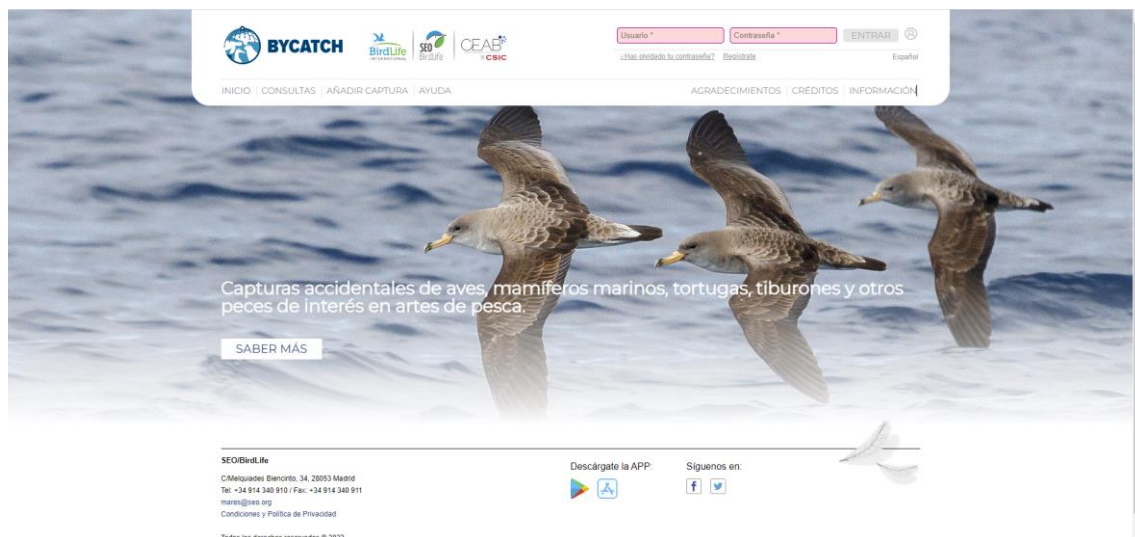 BYCATCH
BirdLife
INTERNATIONAL
SEO
BirdLife
CEAB
CSIC
Usuario *
Contraseña *
ENTRAR
¿Has olvidado tu contraseña? Regístrate
Español
INICIO CONSULTAS AÑADIR CAPTURA AYUDA
AGRADECIMIENTOS CRÉDITOS INFORMACIÓN
Capturas accidentales de aves, mamíferos marinos, tortugas, tiburones y otros
peces de interés en artes de pesca.
SABER MÁS
SEO/BirdLife
C/Melquiades Biencinto, 34, 28053 Madrid
Tel: +34 914 340 910 / Fax: +34 914 340 911
mares@seo.org
Condiciones y Política de Privacidad
Descárgate la APP:
Síguenos en: